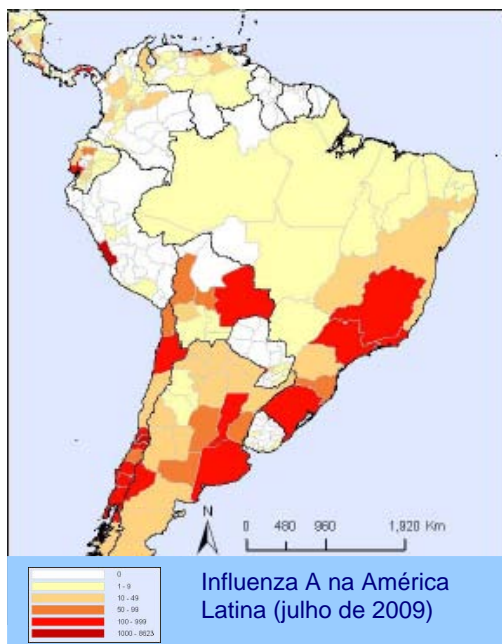 N
0 480 960 1,920 Km
0
1 - 9
10 - 49
50 - 99
100 - 999
1000 - 8623
Influenza A na América
Latina (julho de 2009)